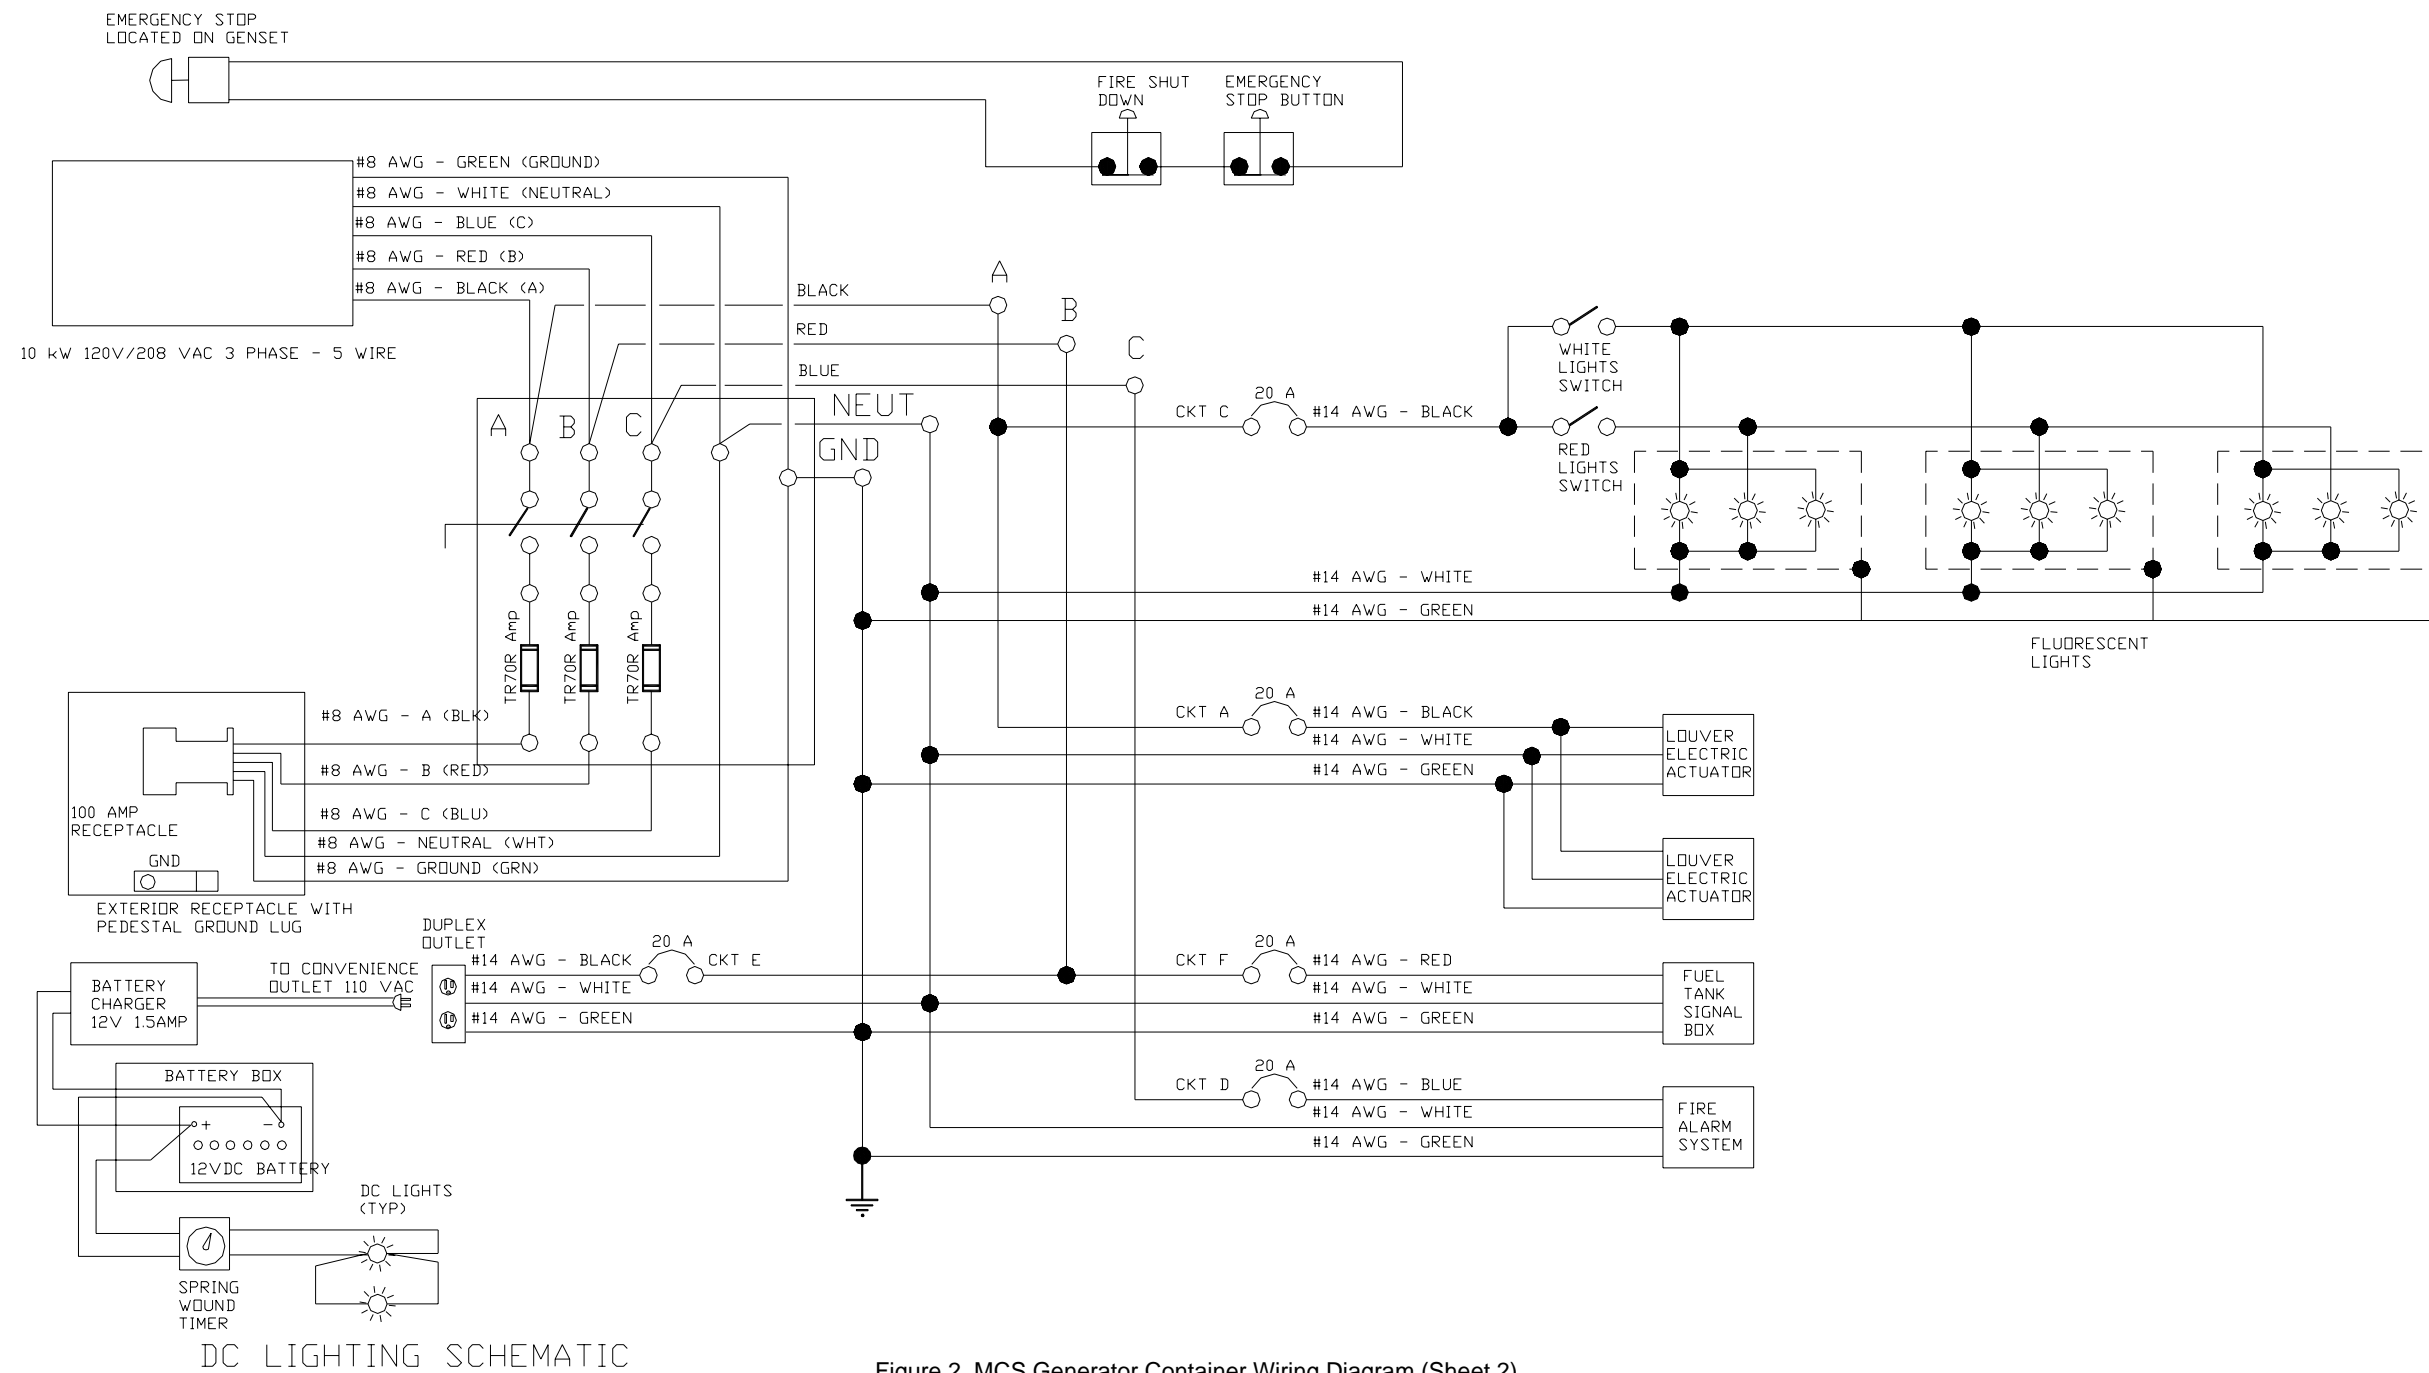 EMERGENCY STOP
LOCATED ON GENSET
FIRE SHUT
DOWN
EMERGENCY
STOP BUTTON
#8 AWG - GREEN (GROUND)
#8 AWG - WHITE (NEUTRAL)
#8 AWG - BLUE (C)
#8 AWG - RED (B)
#8 AWG - BLACK (A)
10 kW 120V/208 VAC 3 PHASE - 5 WIRE
BLACK
RED
BLUE
A
B
C
NEUT
GND
A
B
C
TR70R Amp
TR70R Amp
TR70R Amp
CKT C
20 A
#14 AWG - BLACK
WHITE
LIGHTS
SWITCH
RED
LIGHTS
SWITCH
#14 AWG - WHITE
#14 AWG - GREEN
FLUORESCENT
LIGHTS
CKT A
20 A
#14 AWG - BLACK
#14 AWG - WHITE
#14 AWG - GREEN
LOUVER
ELECTRIC
ACTUATOR
LOUVER
ELECTRIC
ACTUATOR
#8 AWG - A (BLK)
#8 AWG - B (RED)
#8 AWG - C (BLU)
#8 AWG - NEUTRAL (WHT)
#8 AWG - GROUND (GRN)
100 AMP
RECEPTACLE
GND
EXTERIOR RECEPTACLE WITH
PEDESTAL GROUND LUG
DUPLEX
OUTLET
#14 AWG - BLACK
20 A
CKT E
#14 AWG - WHITE
#14 AWG - GREEN
CKT F
20 A
#14 AWG - RED
#14 AWG - WHITE
#14 AWG - GREEN
FUEL
TANK
SIGNAL
BOX
TO CONVENIENCE
OUTLET 110 VAC
BATTERY
CHARGER
12V 1.5AMP
BATTERY BOX
+
-
12VDC BATTERY
CKT D
20 A
#14 AWG - BLUE
#14 AWG - WHITE
#14 AWG - GREEN
FIRE
ALARM
SYSTEM
DC LIGHTS
(TYP)
SPRING
WOUND
TIMER
DC LIGHTING SCHEMATIC
Figure 2. MCS Generator Container Wiring Diagram (Sheet 2)